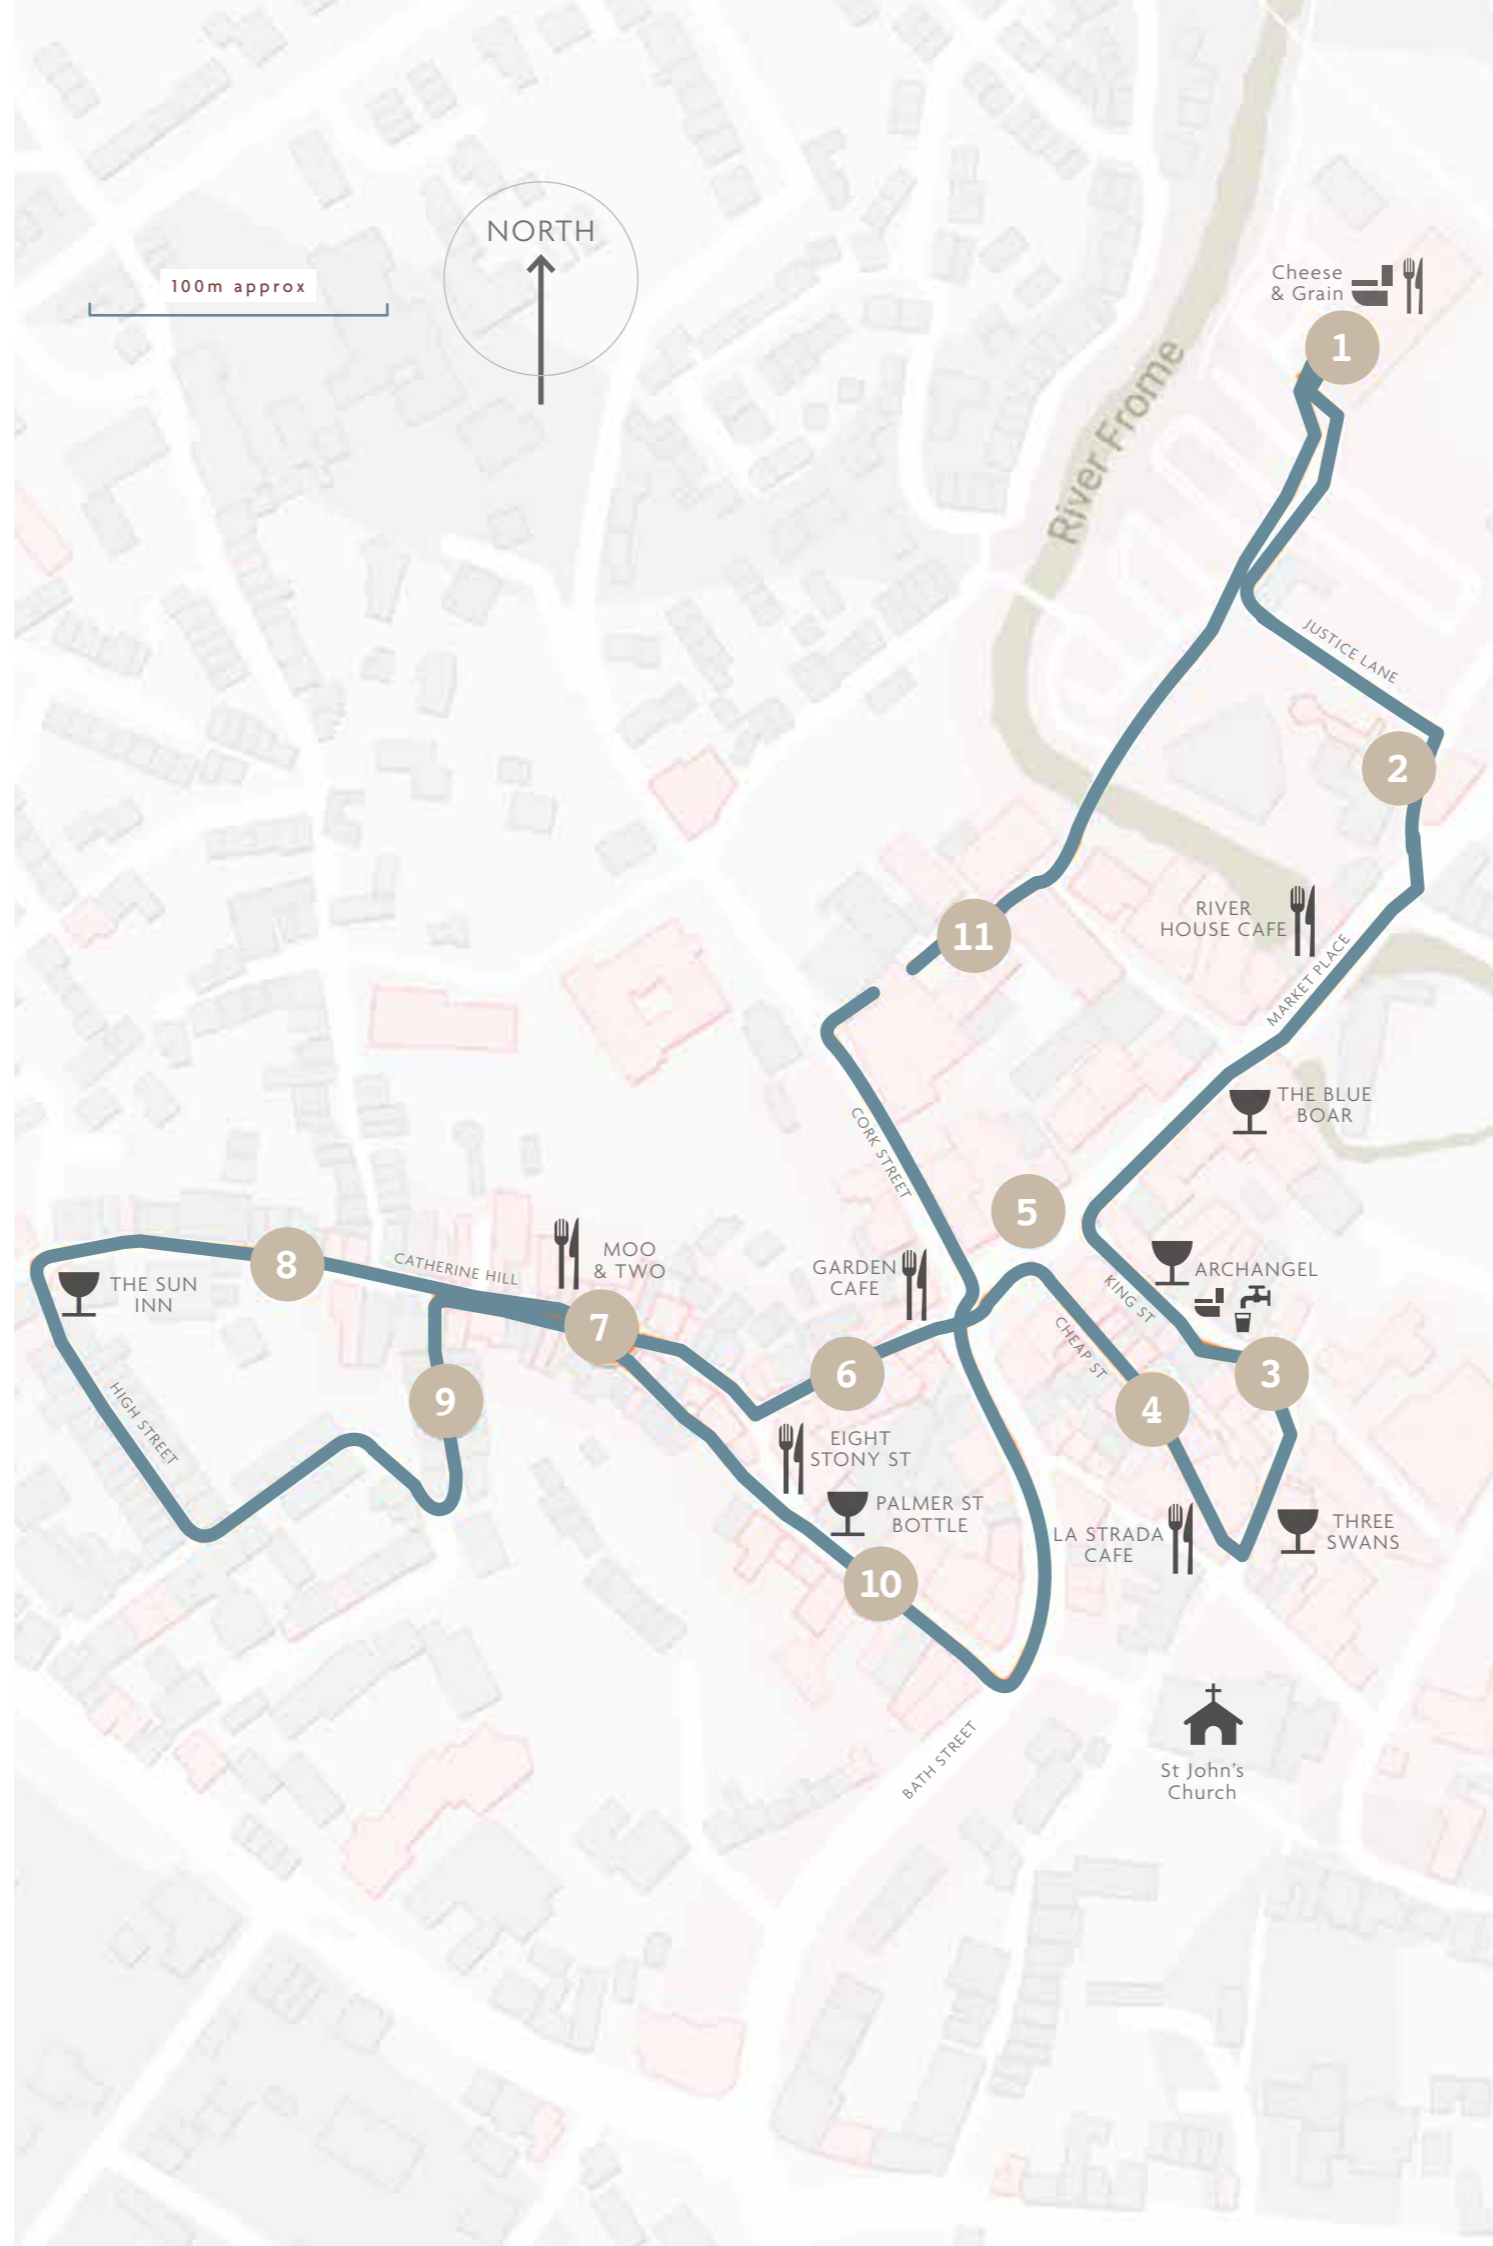 NORTH
100m approx
Cheese
& Grain
1
River Frome
JUSTICE LANE
2
RIVER
HOUSE CAFE
11
MARKET PLACE
THE BLUE
BOAR
CORK STREET
5
ARCHANGEL
KING ST
GARDEN
CAFE
MOO
& TWO
CATHERINE HILL
8
THE SUN
INN
7
CHEAP ST
6
3
4
9
HIGH STREET
EIGHT
STONY ST
PALMER ST
BOTTLE
LA STRADA
CAFE
THREE
SWANS
10
BATH STREET
St John's
Church